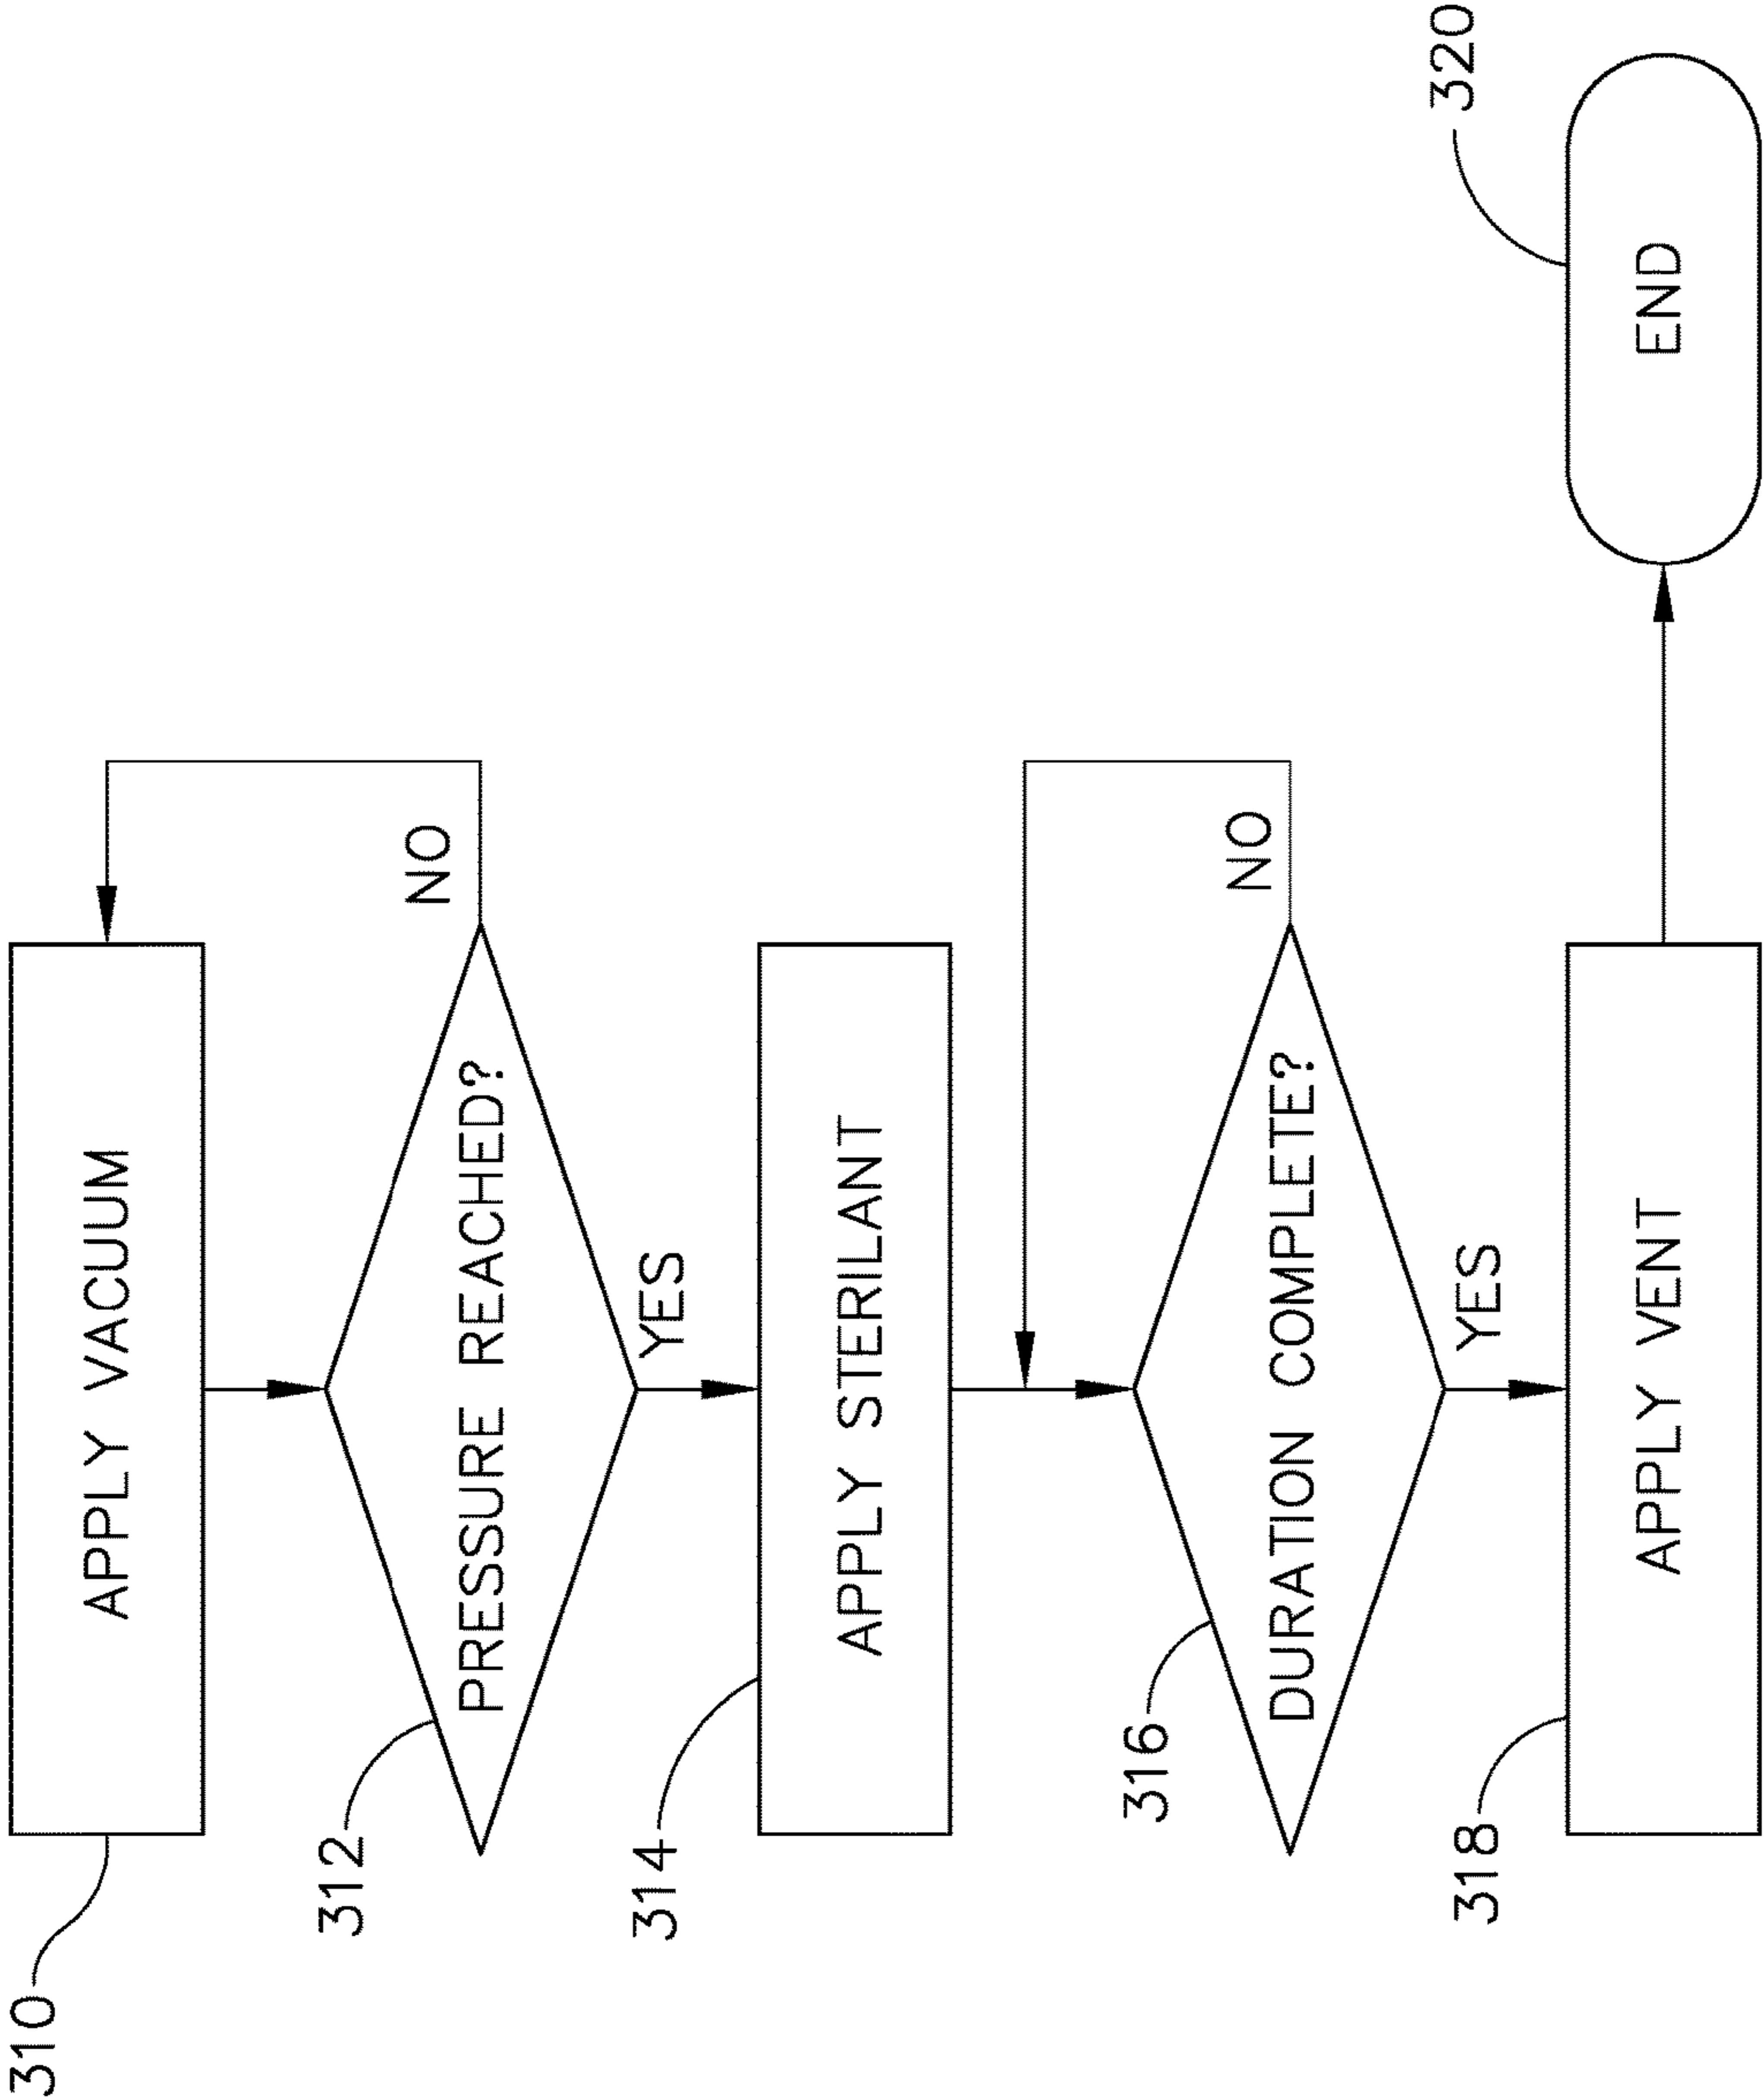 310
APPLY VACUUM
312
PRESSURE REACHED?
NO
YES
314
APPLY STERILANT
316
DURATION COMPLETE?
NO
YES
318
APPLY VENT
320
END